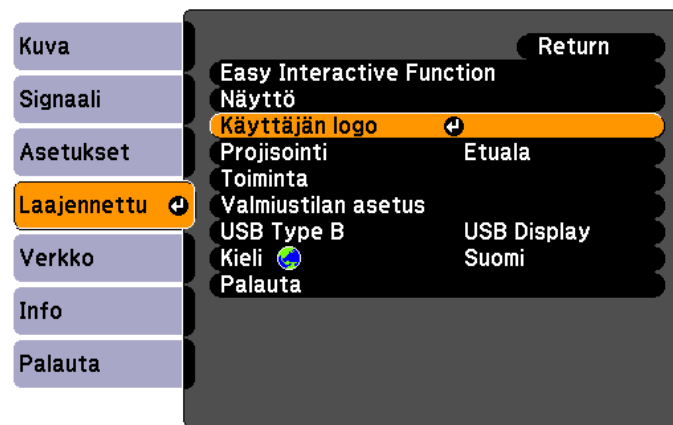 Kuva
Signaali
Asetukset
Laajennettu
Verkko
Info
Palauta
Return
Easy Interactive Function
Näyttö
Käyttäjän logo
Projisointi Etuala
Toiminta
Valmiustilan asetus
USB Type B USB Display
Kieli Suomi
Palauta